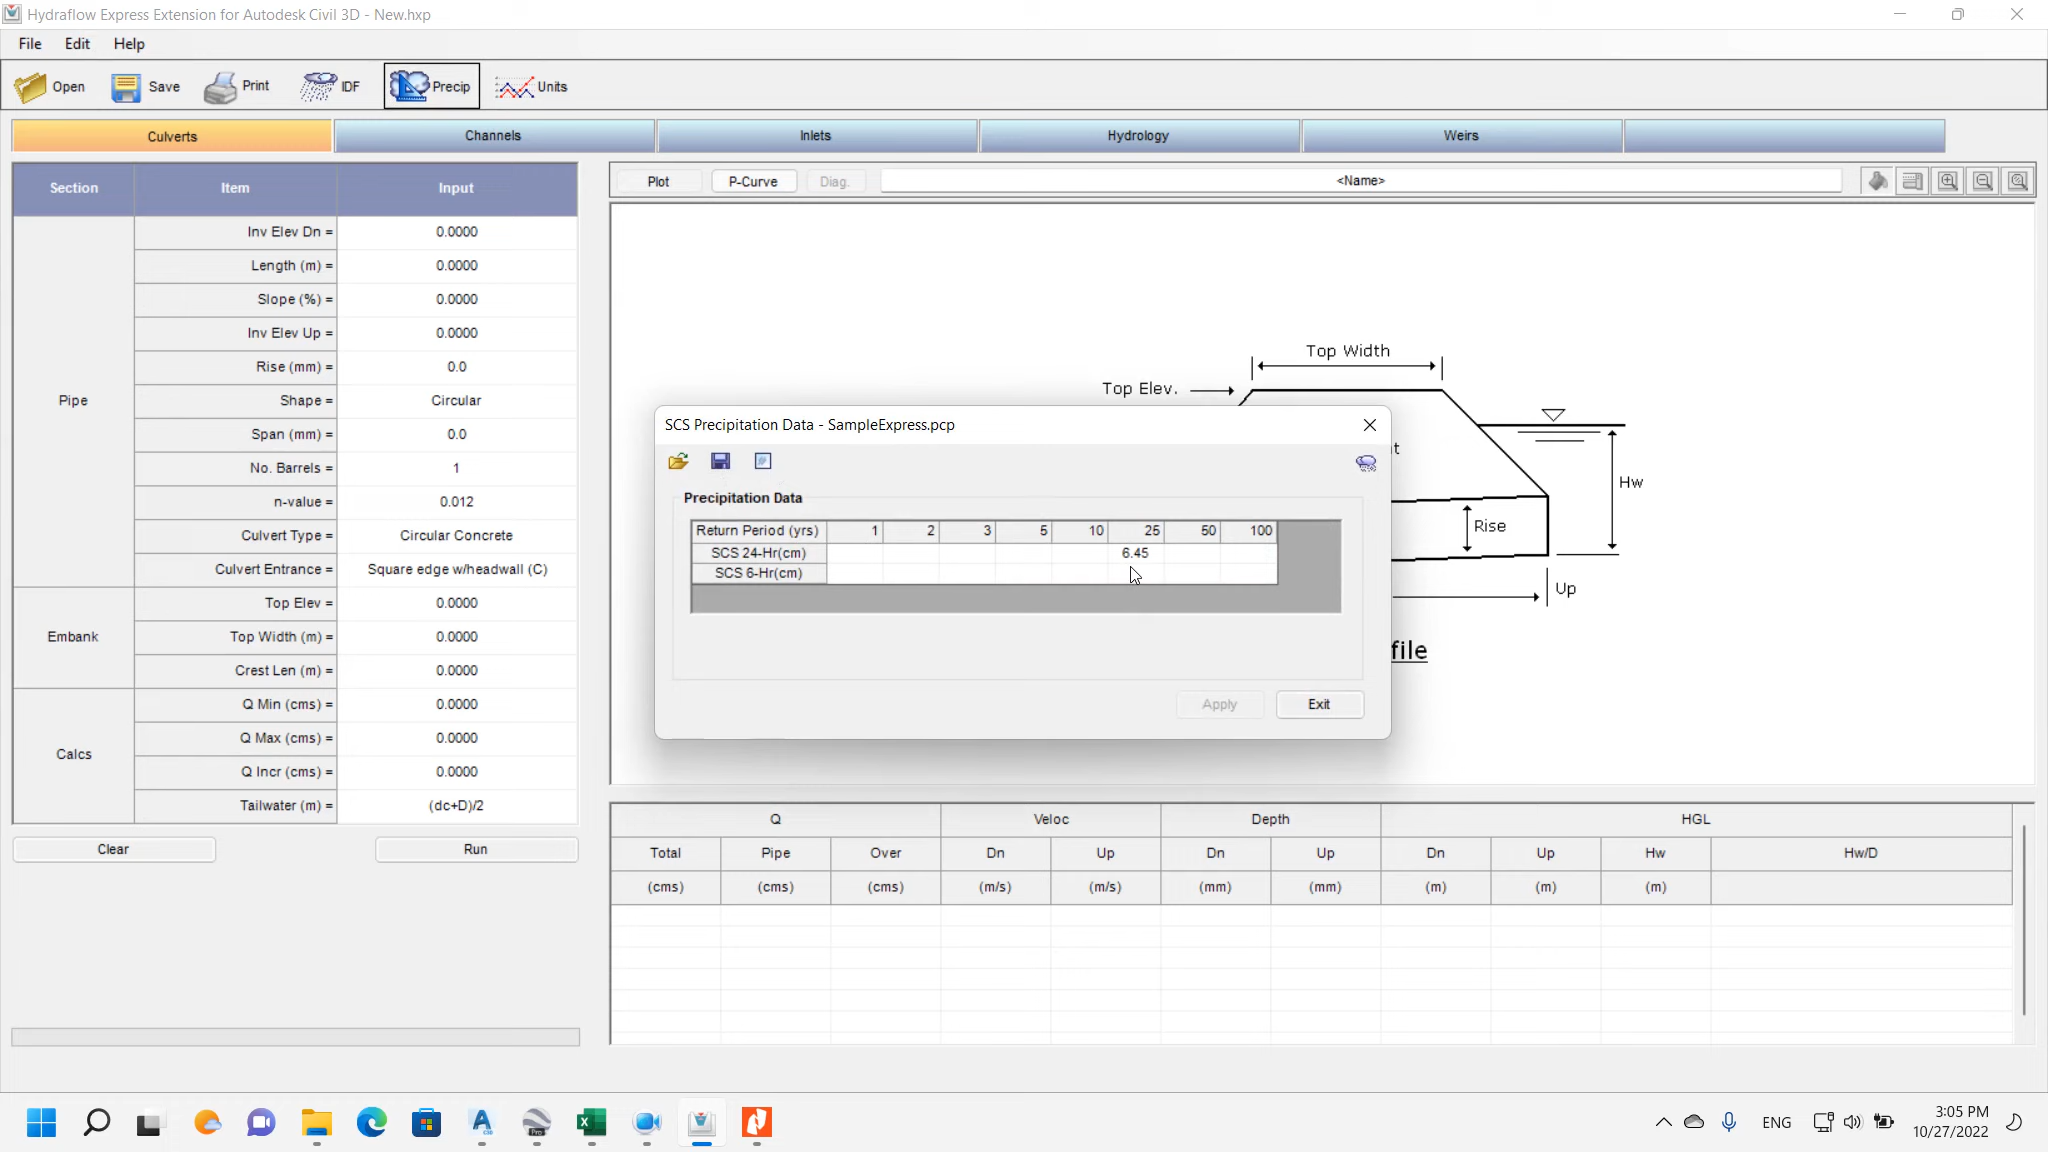 Hydraflow Express Extension for Autodesk Civil 3D - New.hxp
File Edit Help
Open Save Print IDF Precip Units
Culverts Channels Inlets Hydrology Weirs
Section Item Input
Plot P-Curve Diag. <Name>
Pipe
Inv Elev Dn = 0.0000
Length (m) = 0.0000
Slope (%) = 0.0000
Inv Elev Up = 0.0000
Rise (mm) = 0.0
Shape = Circular
Span (mm) = 0.0
No. Barrels = 1
n-value = 0.012
Culvert Type = Circular Concrete
Culvert Entrance = Square edge w/headwall (C)
Embank
Top Elev = 0.0000
Top Width (m) = 0.0000
Crest Len (m) = 0.0000
Calcs
Q Min (cms) = 0.0000
Q Max (cms) = 0.0000
Q Incr (cms) = 0.0000
Tailwater (m) = (dc+D)/2
Clear Run
Top Width
Top Elev.
t
Hw
Rise
Up
file
SCS Precipitation Data - SampleExpress.pcp
Precipitation Data
Return Period (yrs) 1 2 3 5 10 25 50 100
SCS 24-Hr(cm) 6.45
SCS 6-Hr(cm)
Apply Exit
Q Veloc Depth HGL
Total Pipe Over Dn Up Dn Up Dn Up Hw Hw/D
(cms) (cms) (cms) (m/s) (m/s) (mm) (mm) (m) (m) (m)
ENG
3:05 PM
10/27/2022